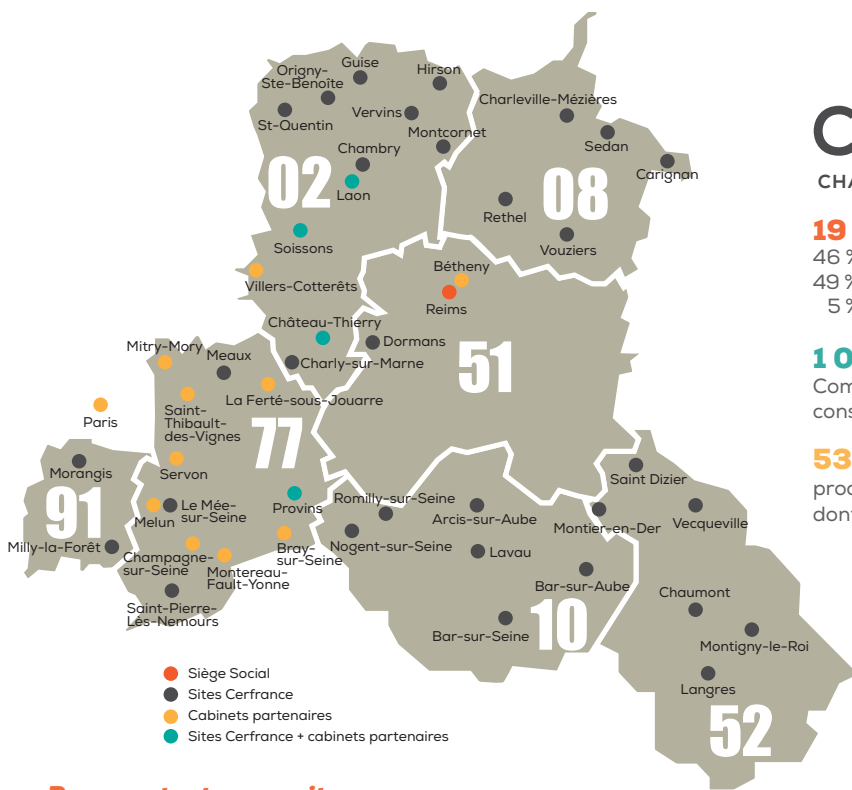 Guise
Origny-
Ste-Benoîte
Hirson
St-Quentin
Vervins
Montcornet
Chambry
02
Laon
Soissons
Villers-Cotterêts
Château-Thierry
Charly-sur-Marne
Charleville-Mézières
Sedan
Carignan
08
Rethel
Vouziers
Bétheny
Reims
Dormans
51
Mitry-Mory
Meaux
La Ferté-sous-Jouarre
Saint-
Thibault-
des-Vignes
77
Paris
Servon
Morangis
91
Milly-la-Forêt
Melun
Le Mée-
sur-Seine
Provins
Champagne-
sur-Seine
Montereau-
Fault-Yonne
Bray-
sur-Seine
Saint-Pierre-
Lès-Nemours
Romilly-sur-Seine
Nogent-sur-Seine
Arcis-sur-Aube
Lavau
Bar-sur-Aube
Bar-sur-Seine
10
Saint Dizier
Montier-en-Der
Vecqueville
Chaumont
Montigny-le-Roi
Langres
52
Siège Social
Sites Cerfrance
Cabinets partenaires
Sites Cerfrance + cabinets partenaires
C
CHA
19
46 %
49 %
5 %
1 0
Com
cons
53
proc
don